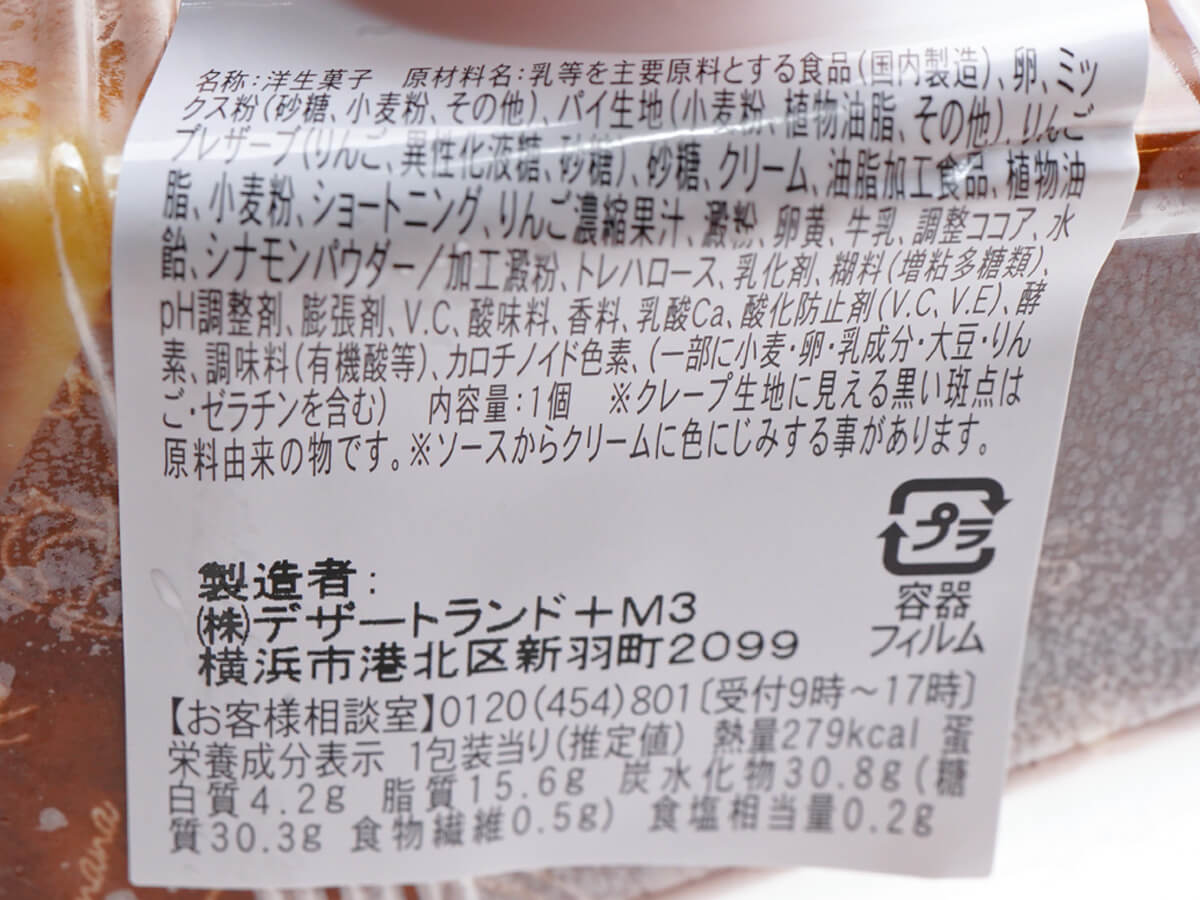 名称:洋生菓子 原材料名:乳等を主要原料とする食品(国内製造)、卵、ミッ
クス粉(砂糖、小麦粉、その他)、パイ生地(小麦粉、植物油脂、その他)、りんご
プレザーブ(りんご、異性化液糖、砂糖)、砂糖、クリーム、油脂加工食品、植物油
脂、小麦粉、ショートニング、りんご濃縮果汁、澱粉、卵黄、牛乳、調整ココア、水
飴、シナモンパウダー/加工澱粉、トレハロース、乳化剤、糊料(増粘多糖類)、
pH調整剤、膨張剤、V.C、酸味料、香料、乳酸Ca、酸化防止剤(V.C、V.E)、酵
素、調味料(有機酸等)、カロチノイド色素、(一部に小麦・卵・乳成分・大豆・りん
ご・ゼラチンを含む) 内容量:1個 ※クレープ生地に見える黒い斑点は
原料由来の物です。※ソースからクリームに色にじみする事があります。
プラ
容器
フィルム
製造者:
(株)デザートランド+M3
横浜市港北区新羽町2099
【お客様相談室】0120(454)801〔受付9時~17時〕
栄養成分表示 1包装当り(推定値) 熱量279kcal 蛋
白質4.2g 脂質15.6g 炭水化物30.8g(糖
質30.3g 食物繊維0.5g) 食塩相当量0.2g